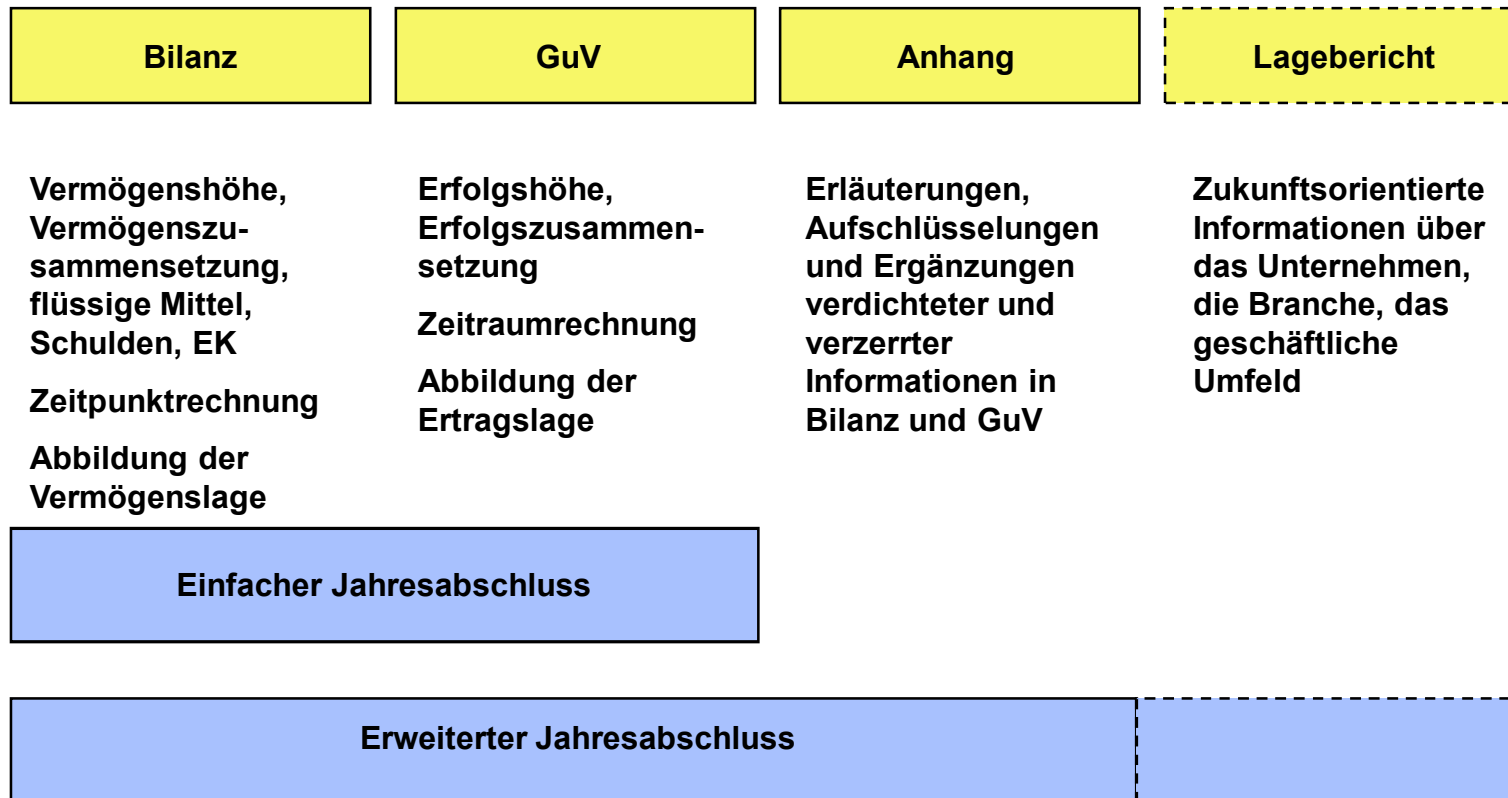 Bilanz
GuV
Anhang
Lagebericht
Vermögenshöhe,
Vermögenszu-
sammensetzung,
flüssige Mittel,
Schulden, EK
Zeitpunktrechnung
Abbildung der
Vermögenslage
Erfolgshöhe,
Erfolgszusammen-
setzung
Zeitraumrechnung
Abbildung der
Ertragslage
Erläuterungen,
Aufschlüsselungen
und Ergänzungen
verdichteter und
verzerrter
Informationen in
Bilanz und GuV
Zukunftsorientierte
Informationen über
das Unternehmen,
die Branche, das
geschäftliche
Umfeld
Einfacher Jahresabschluss
Erweiterter Jahresabschluss